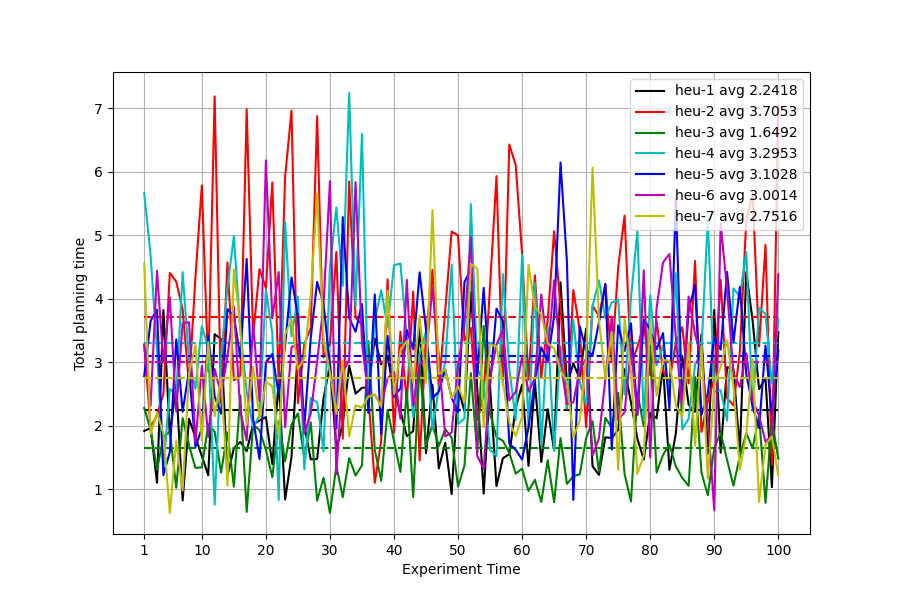 heu-1 avg 2.2418
heu-2 avg 3.7053
heu-3 avg 1.6492
heu-4 avg 3.2953
heu-5 avg 3.1028
heu-6 avg 3.0014
heu-7 avg 2.7516
Total planning time
7
6
5
4
3
2
1
1 10 20 30 40 50 60 70 80 90 100
Experiment Time